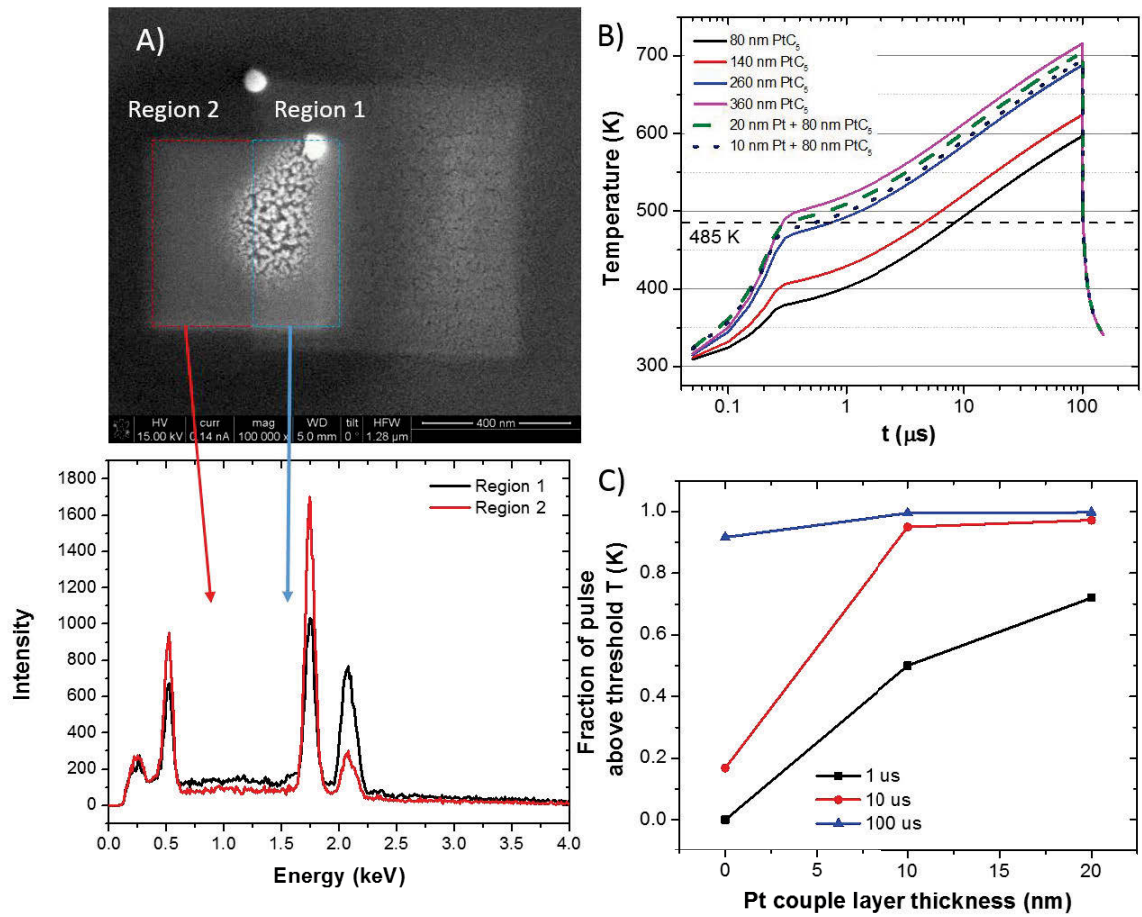 A)
Region 2
Region 1
HV
curr
mag
WD
tilt
HFW
400 nm
15.00 kV
0.14 nA
100 000 x
5.0 mm
0 °
1.28 µm
1800
1600
1400
1200
1000
800
600
400
200
0
Intensity
Region 1
Region 2
0.0
0.5
1.0
1.5
2.0
2.5
3.0
3.5
4.0
Energy (keV)
B)
80 nm PtC5
140 nm PtC5
260 nm PtC5
360 nm PtC5
20 nm Pt + 80 nm PtC5
10 nm Pt + 80 nm PtC5
485 K
700
600
500
400
300
Temperature (K)
0.1
1
10
100
t (µs)
C)
1.0
0.8
0.6
0.4
0.2
0.0
Fraction of pulse
above threshold T (K)
1 us
10 us
100 us
0
5
10
15
20
Pt couple layer thickness (nm)